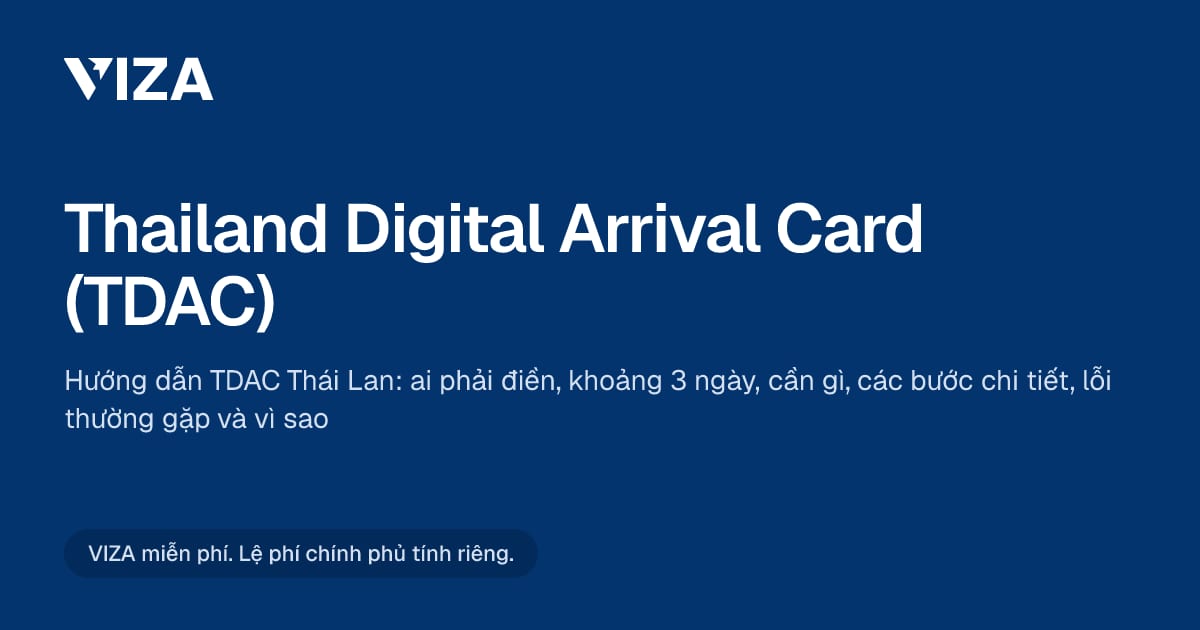 VIZA
Thailand Digital Arrival Card
(TDAC)
Hướng dẫn TDAC Thái Lan: ai phải điền, khoảng 3 ngày, cần gì, các bước chi tiết, lỗi
thường gặp và vì sao
VIZA miễn phí. Lệ phí chính phủ tính riêng.